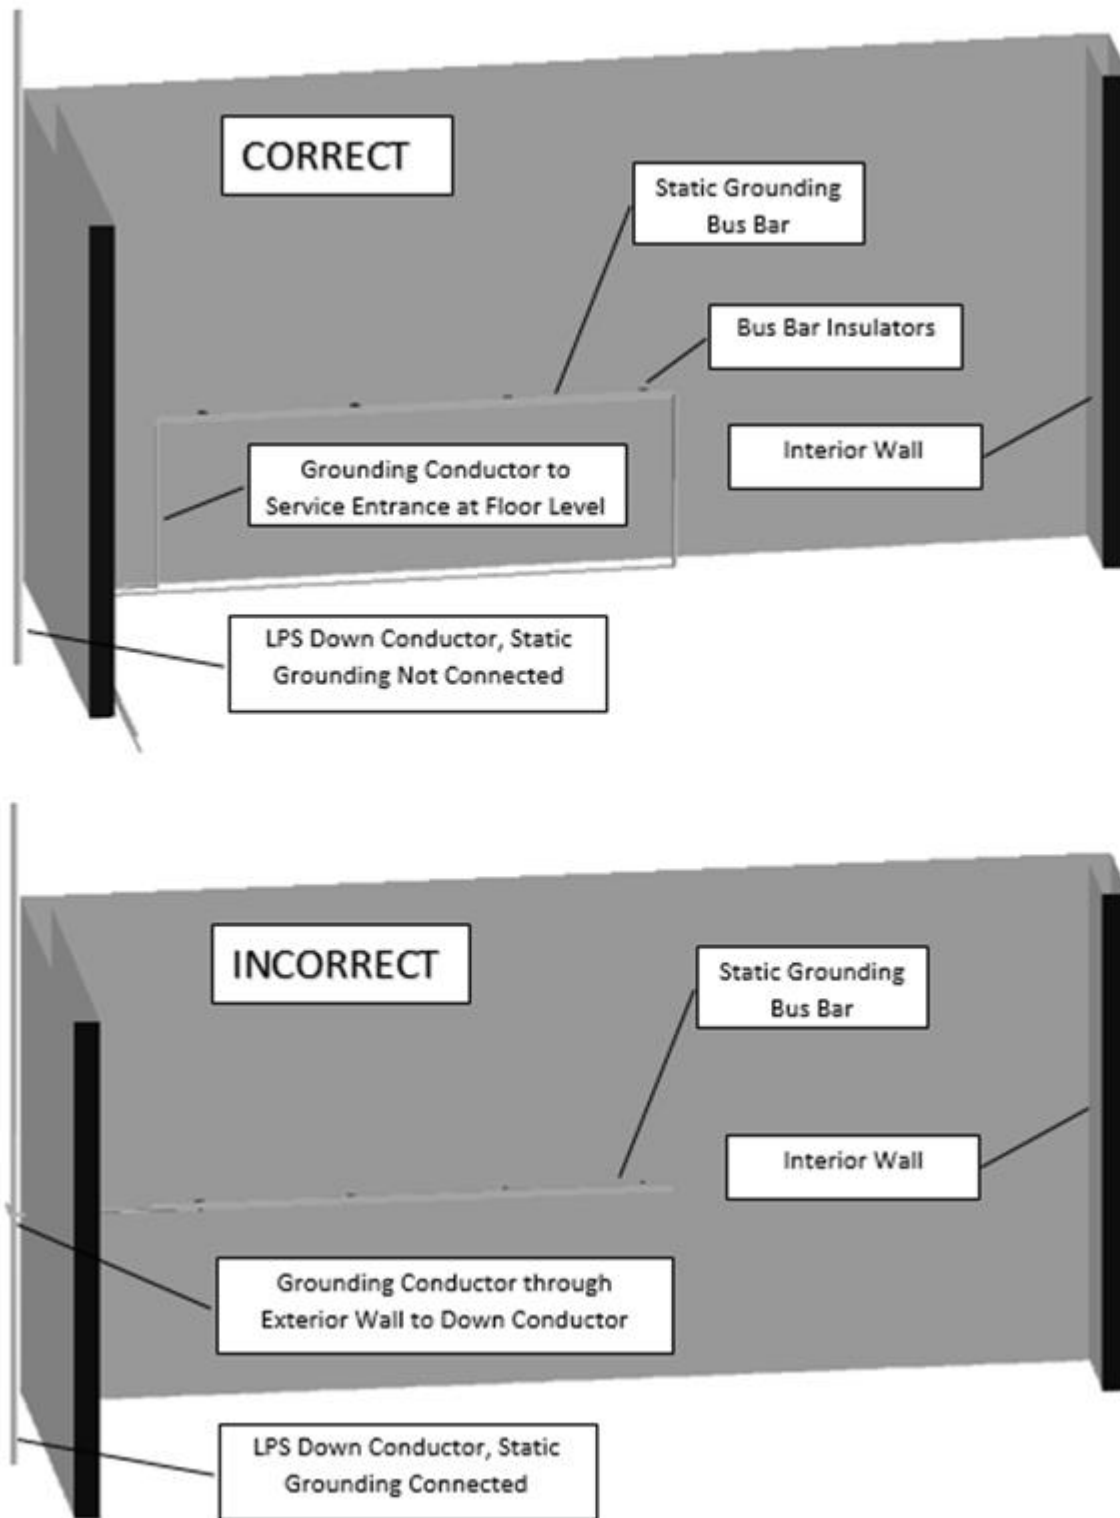 CORRECT
Static Grounding
Bus Bar
Bus Bar Insulators
Interior Wall
Grounding Conductor to
Service Entrance at Floor Level
LPS Down Conductor, Static
Grounding Not Connected
INCORRECT
Static Grounding
Bus Bar
Interior Wall
Grounding Conductor through
Exterior Wall to Down Conductor
LPS Down Conductor, Static
Grounding Connected